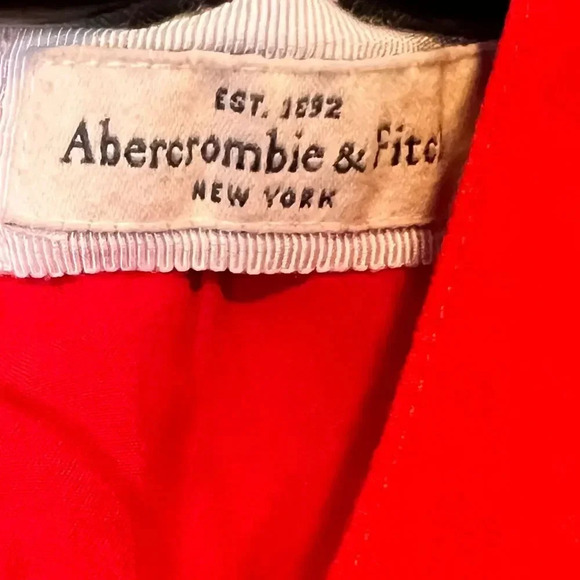 EST. 1892
Abercrombie & Fitc
NEW YORK